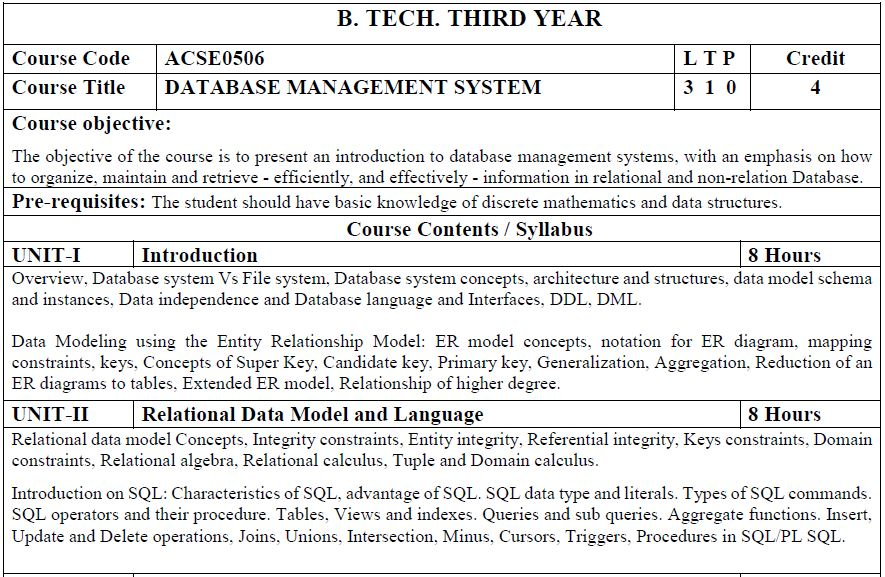 B. TECH. THIRD YEAR
Course Code ACSE0506 L T P Credit
Course Title DATABASE MANAGEMENT SYSTEM 3 1 0 4
Course objective:
The objective of the course is to present an introduction to database management systems, with an emphasis on how
to organize, maintain and retrieve - efficiently, and effectively - information in relational and non-relation Database.
Pre-requisites: The student should have basic knowledge of discrete mathematics and data structures.
Course Contents / Syllabus
UNIT-I Introduction 8 Hours
Overview, Database system Vs File system, Database system concepts, architecture and structures, data model schema
and instances, Data independence and Database language and Interfaces, DDL, DML.
Data Modeling using the Entity Relationship Model: ER model concepts, notation for ER diagram, mapping
constraints, keys, Concepts of Super Key, Candidate key, Primary key, Generalization, Aggregation, Reduction of an
ER diagrams to tables, Extended ER model, Relationship of higher degree.
UNIT-II Relational Data Model and Language 8 Hours
Relational data model Concepts, Integrity constraints, Entity integrity, Referential integrity, Keys constraints, Domain
constraints, Relational algebra, Relational calculus, Tuple and Domain calculus.
Introduction on SQL: Characteristics of SQL, advantage of SQL. SQL data type and literals. Types of SQL commands.
SQL operators and their procedure. Tables, Views and indexes. Queries and sub queries. Aggregate functions. Insert,
Update and Delete operations, Joins, Unions, Intersection, Minus, Cursors, Triggers, Procedures in SQL/PL SQL.